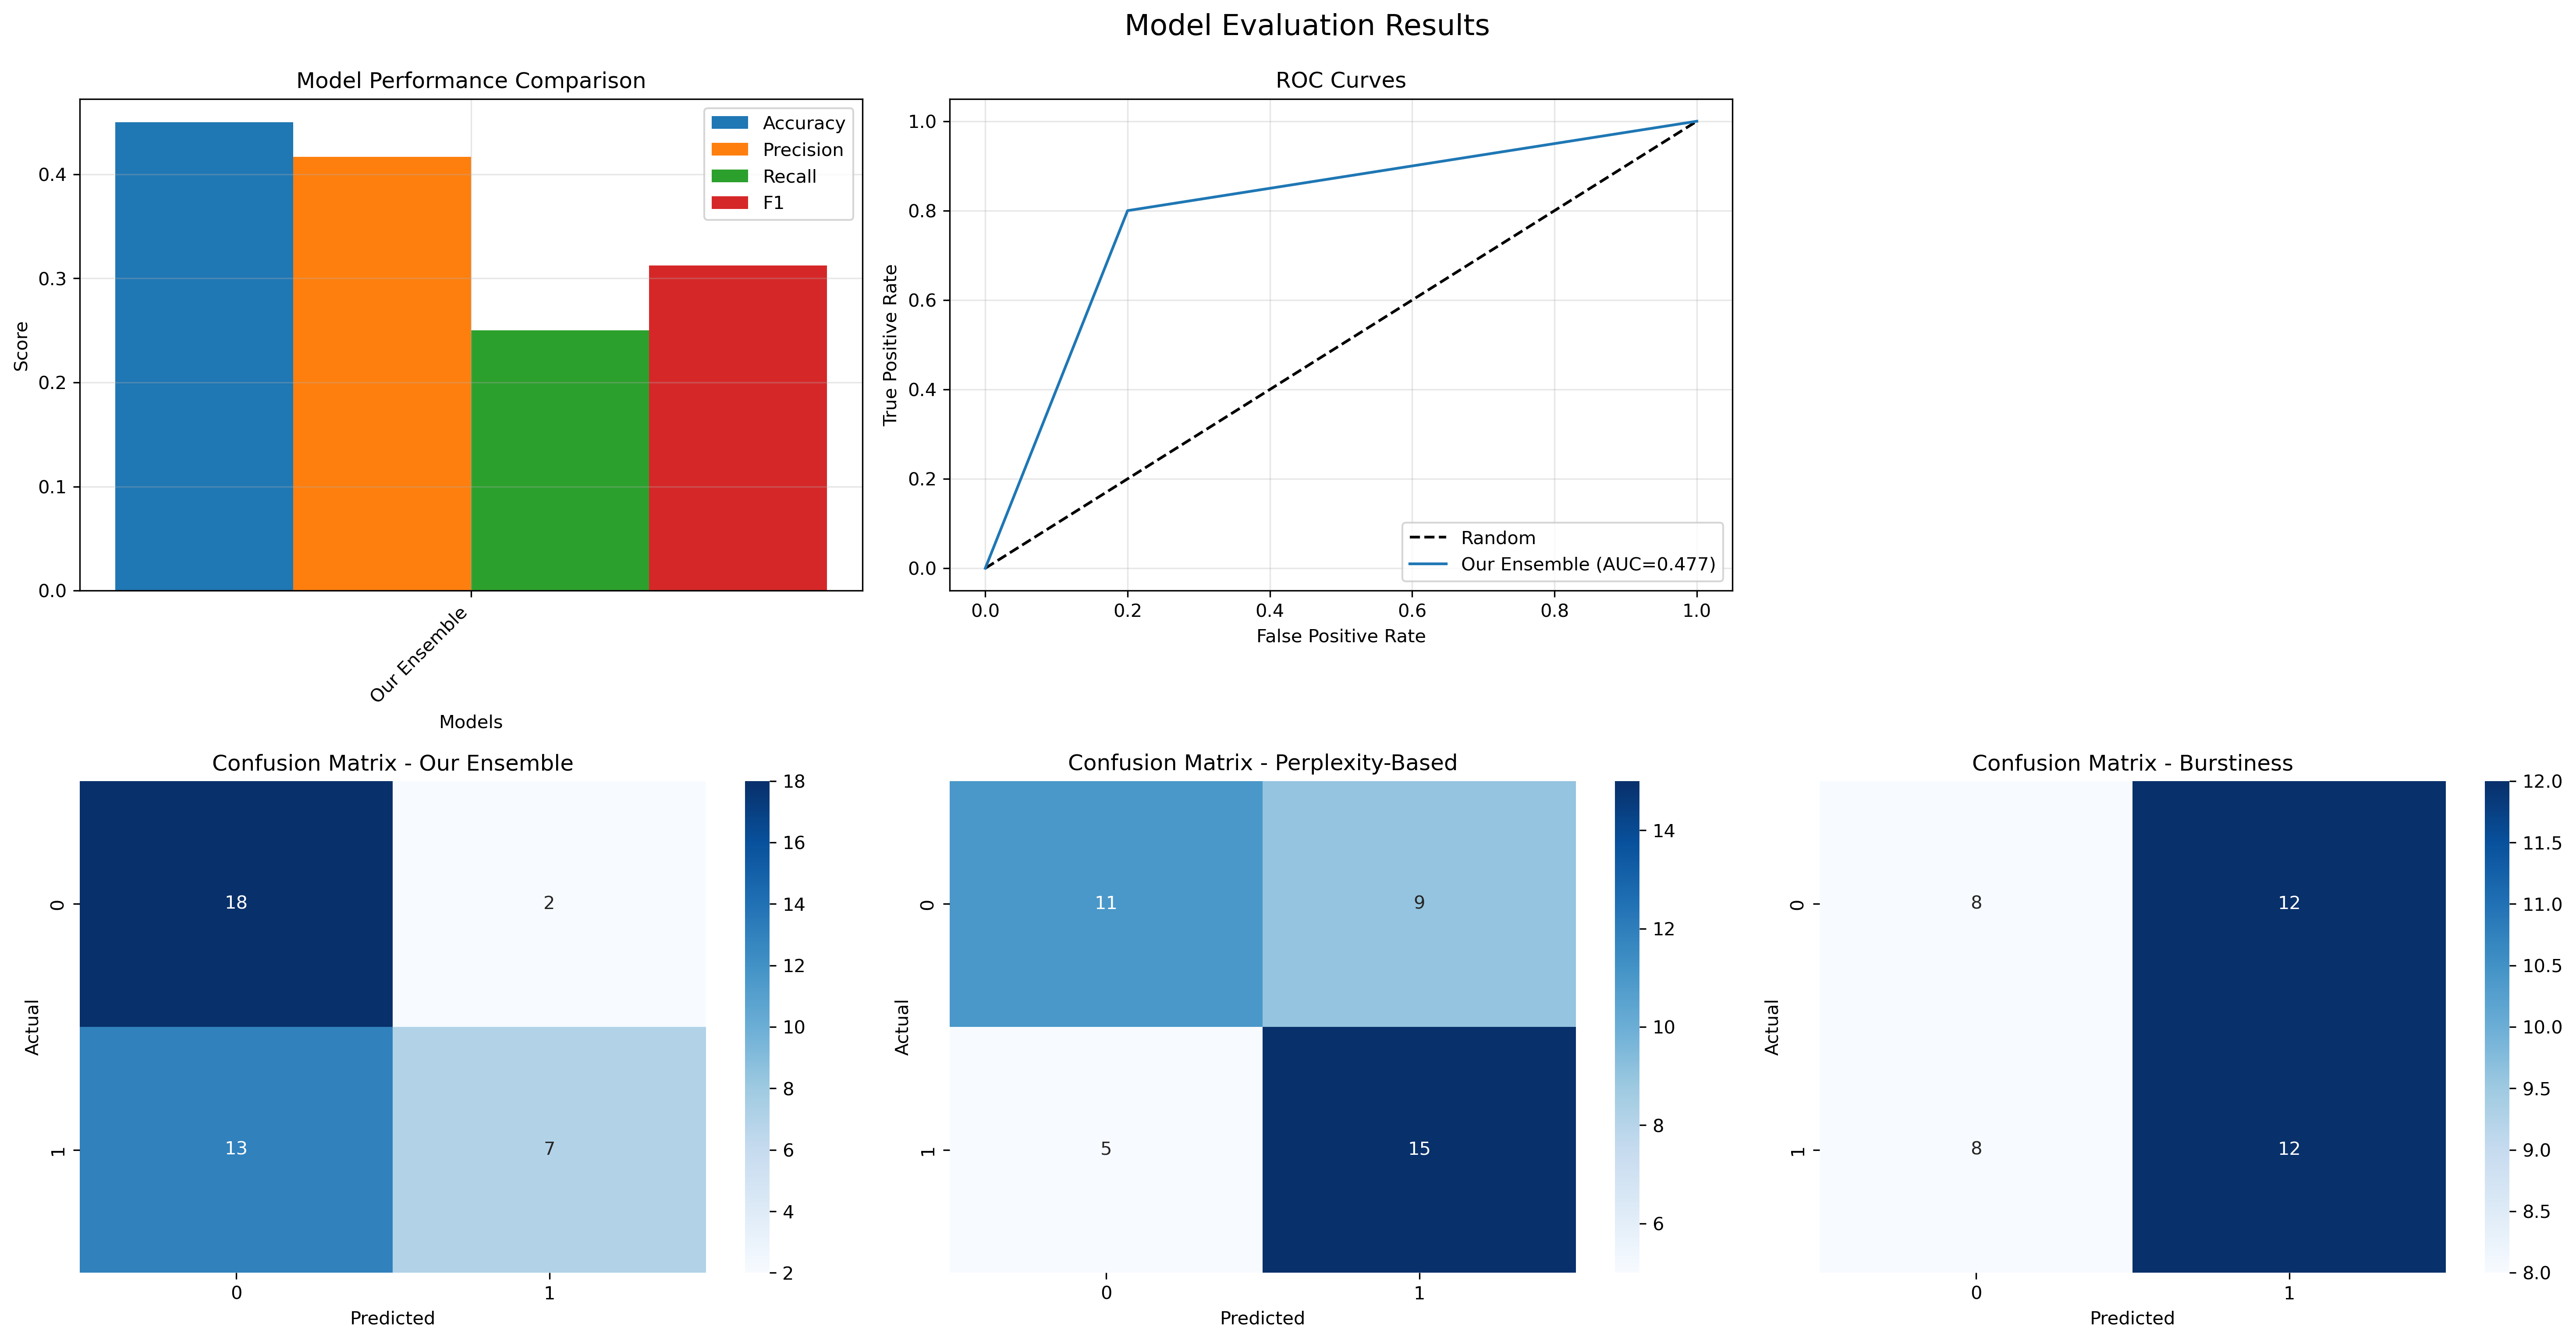 Model Evaluation Results
Model Performance Comparison
Score
0.4
0.3
0.2
0.1
0.0
Accuracy
Precision
Recall
F1
Our Ensemble
Models
ROC Curves
True Positive Rate
1.0
0.8
0.6
0.4
0.2
0.0
Random
Our Ensemble (AUC=0.477)
0.0 0.2 0.4 0.6 0.8 1.0
False Positive Rate
Confusion Matrix - Our Ensemble
Actual
0
1
18 2
13 7
0 1
Predicted
18
16
14
12
10
8
6
4
2
Confusion Matrix - Perplexity-Based
Actual
0
1
11 9
5 15
0 1
Predicted
14
12
10
8
6
Confusion Matrix - Burstiness
Actual
0
1
8 12
8 12
0 1
Predicted
12.0
11.5
11.0
10.5
10.0
9.5
9.0
8.5
8.0